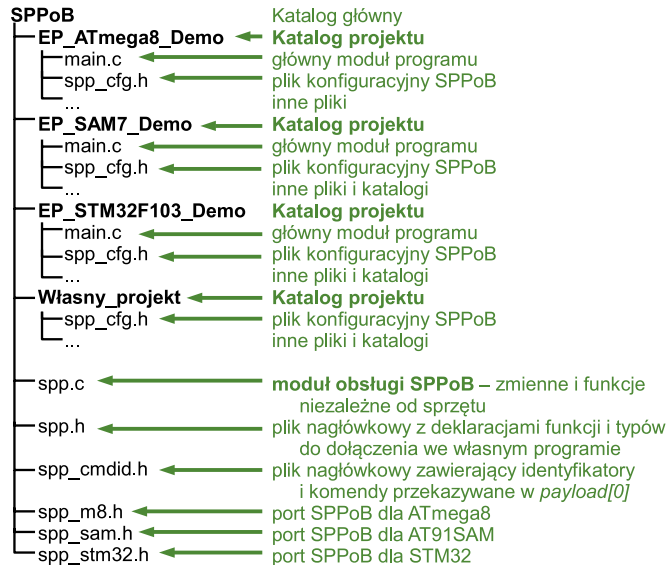 SPPoB Katalog główny
EP_ATmega8_Demo Katalog projektu
main.c główny moduł programu
spp_cfg.h plik konfiguracyjny SPPoB
... inne pliki
EP_SAM7_Demo Katalog projektu
main.c główny moduł programu
spp_cfg.h plik konfiguracyjny SPPoB
... inne pliki i katalogi
EP_STM32F103_Demo Katalog projektu
main.c główny moduł programu
spp_cfg.h plik konfiguracyjny SPPoB
... inne pliki i katalogi
Własny_projekt Katalog projektu
spp_cfg.h plik konfiguracyjny SPPoB
... inne pliki i katalogi
spp.c moduł obsługi SPPoB – zmienne i funkcje
niezależne od sprzętu
spp.h plik nagłówkowy z deklaracjami funkcji i typów
do dołączenia we własnym programie
spp_cmdid.h plik nagłówkowy zawierający identyfikatory
i komendy przekazywane w payload[0]
spp_m8.h port SPPoB dla ATmega8
spp_sam.h port SPPoB dla AT91SAM
spp_stm32.h port SPPoB dla STM32